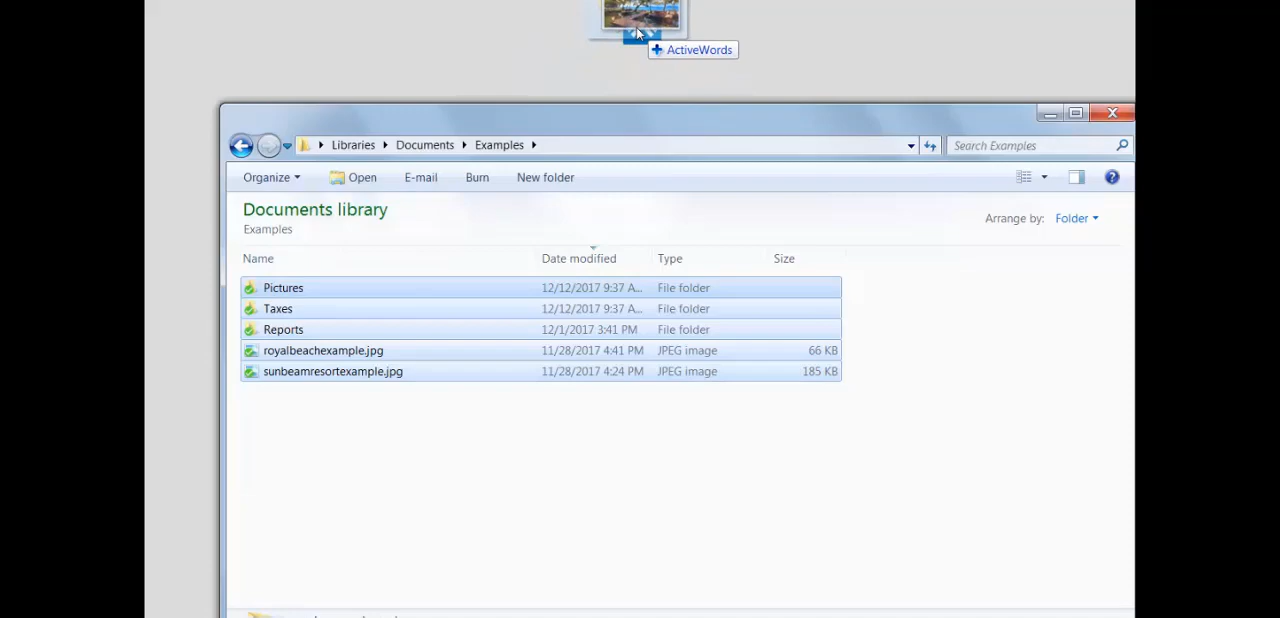 ActiveWords
Libraries Documents Examples
Search Examples
Organize Open E-mail Burn New folder
Documents library
Examples
Arrange by: Folder
Name Date modified Type Size
Pictures 12/12/2017 9:37 A... File folder
Taxes 12/12/2017 9:37 A... File folder
Reports 12/1/2017 3:41 PM File folder
royalbeachexample.jpg 11/28/2017 4:41 PM JPEG image 66 KB
sunbeamresortexample.jpg 11/28/2017 4:24 PM JPEG image 185 KB